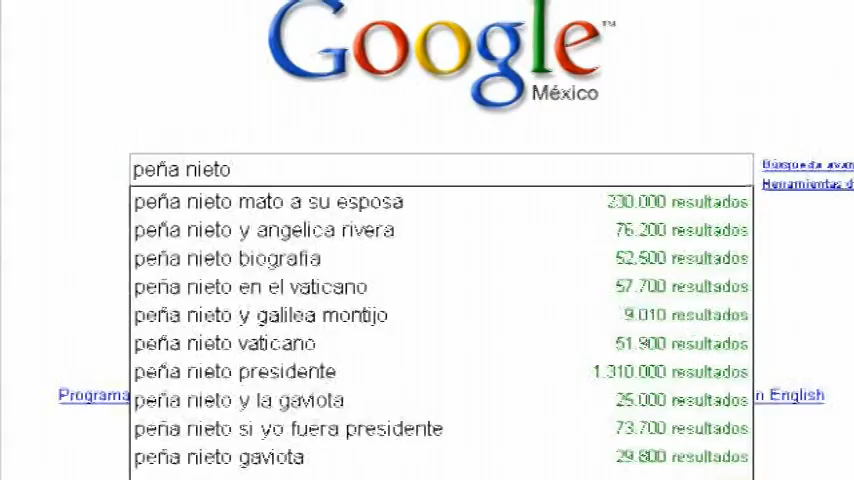 Google™
México
peña nieto
Búsqueda avan
Herramientas d
peña nieto mato a su esposa 230.000 resultados
peña nieto y angelica rivera 76.200 resultados
peña nieto biografia 52.500 resultados
peña nieto en el vaticano 57.700 resultados
peña nieto y galilea montijo 9.010 resultados
peña nieto vaticano 51.900 resultados
peña nieto presidente 1.310.000 resultados
Programa
n English
peña nieto y la gaviota 25.000 resultados
peña nieto si yo fuera presidente 73.700 resultados
peña nieto gaviota 29.800 resultados